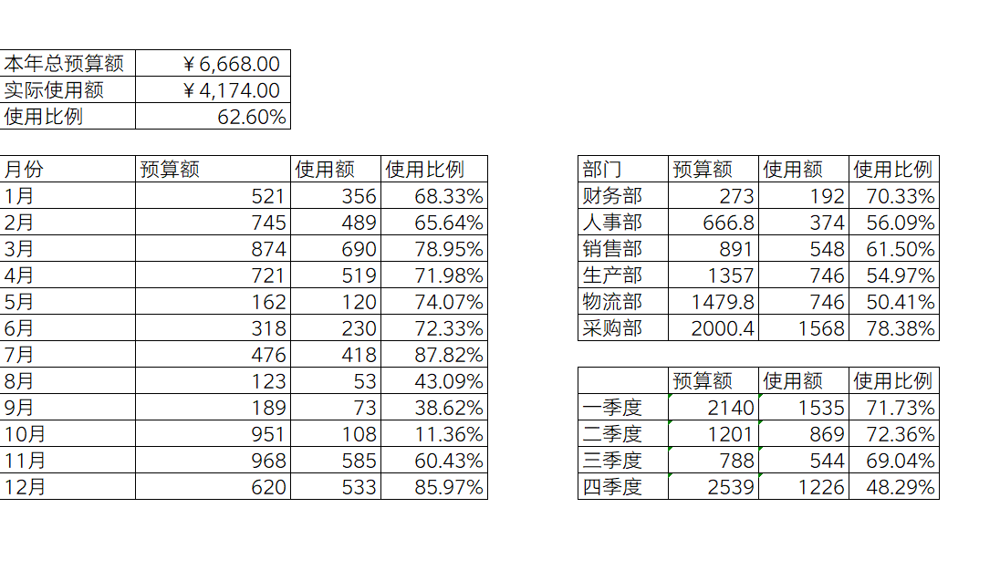 本年总预算额 ￥6,668.00
实际使用额 ￥4,174.00
使用比例 62.60%
月份 预算额 使用额 使用比例
1月 521 356 68.33%
2月 745 489 65.64%
3月 874 690 78.95%
4月 721 519 71.98%
5月 162 120 74.07%
6月 318 230 72.33%
7月 476 418 87.82%
8月 123 53 43.09%
9月 189 73 38.62%
10月 951 108 11.36%
11月 968 585 60.43%
12月 620 533 85.97%
部门 预算额 使用额 使用比例
财务部 273 192 70.33%
人事部 666.8 374 56.09%
销售部 891 548 61.50%
生产部 1357 746 54.97%
物流部 1479.8 746 50.41%
采购部 2000.4 1568 78.38%
预算额 使用额 使用比例
一季度 2140 1535 71.73%
二季度 1201 869 72.36%
三季度 788 544 69.04%
四季度 2539 1226 48.29%